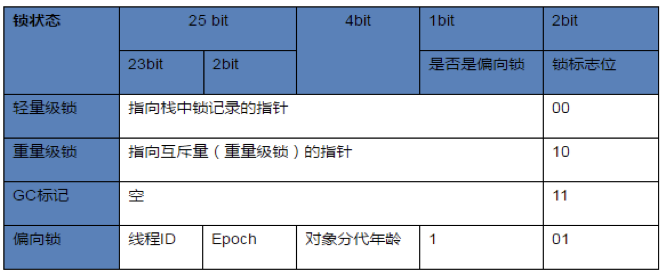 锁状态 25 bit 4bit 1bit 2bit
23bit 2bit 是否是偏向锁 锁标志位
轻量级锁 指向栈中锁记录的指针 00
重量级锁 指向互斥量（重量级锁）的指针 10
GC标记 空 11
偏向锁 线程ID Epoch 对象分代年龄 1 01